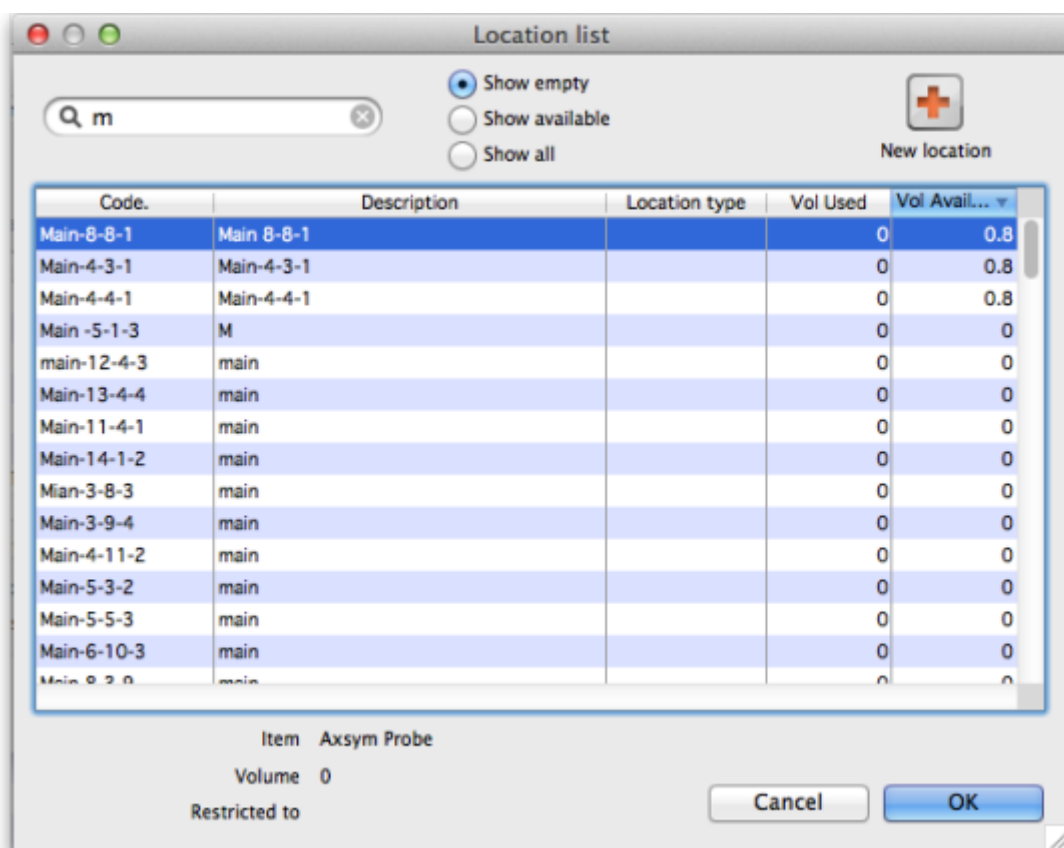 Location list
m
Show empty
Show available
Show all
New location
Code. Description Location type Vol Used Vol Avail...
Main-8-8-1 Main 8-8-1 0 0.8
Main-4-3-1 Main-4-3-1 0 0.8
Main-4-4-1 Main-4-4-1 0 0.8
Main -5-1-3 M 0 0
main-12-4-3 main 0 0
Main-13-4-4 main 0 0
Main-11-4-1 main 0 0
Main-14-1-2 main 0 0
Mian-3-8-3 main 0 0
Main-3-9-4 main 0 0
Main-4-11-2 main 0 0
Main-5-3-2 main 0 0
Main-5-5-3 main 0 0
Main-6-10-3 main 0 0
main 0 0
Item Axsym Probe
Volume 0
Restricted to
Cancel OK